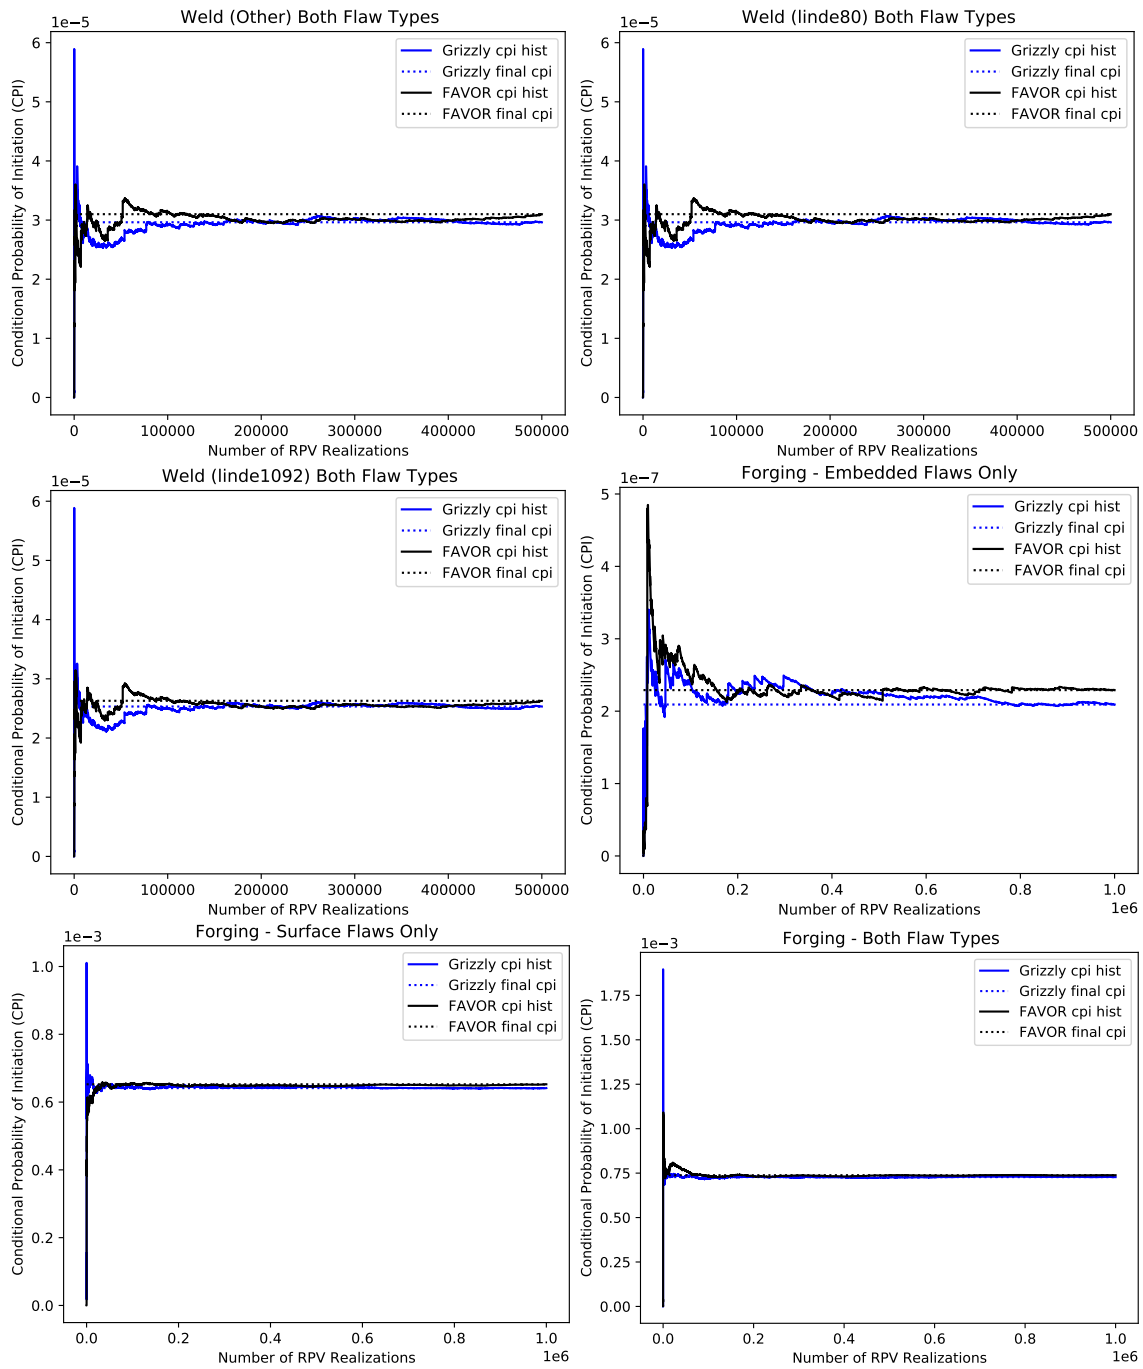 Weld (Other) Both Flaw Types
1e−5
Conditional Probability of Initiation (CPI)
6
5
4
3
2
1
0
Grizzly cpi hist
Grizzly final cpi
FAVOR cpi hist
FAVOR final cpi
0 100000 200000 300000 400000 500000
Number of RPV Realizations
Weld (linde80) Both Flaw Types
1e−5
Conditional Probability of Initiation (CPI)
6
5
4
3
2
1
0
Grizzly cpi hist
Grizzly final cpi
FAVOR cpi hist
FAVOR final cpi
0 100000 200000 300000 400000 500000
Number of RPV Realizations
Weld (linde1092) Both Flaw Types
1e−5
Conditional Probability of Initiation (CPI)
6
5
4
3
2
1
0
Grizzly cpi hist
Grizzly final cpi
FAVOR cpi hist
FAVOR final cpi
0 100000 200000 300000 400000 500000
Number of RPV Realizations
Forging - Embedded Flaws Only
1e−7
Conditional Probability of Initiation (CPI)
5
4
3
2
1
0
Grizzly cpi hist
Grizzly final cpi
FAVOR cpi hist
FAVOR final cpi
0.0 0.2 0.4 0.6 0.8 1.0
1e6
Number of RPV Realizations
Forging - Surface Flaws Only
1e−3
Conditional Probability of Initiation (CPI)
1.0
0.8
0.6
0.4
0.2
0.0
Grizzly cpi hist
Grizzly final cpi
FAVOR cpi hist
FAVOR final cpi
0.0 0.2 0.4 0.6 0.8 1.0
1e6
Number of RPV Realizations
Forging - Both Flaw Types
1e−3
Conditional Probability of Initiation (CPI)
1.75
1.50
1.25
1.00
0.75
0.50
0.25
0.00
Grizzly cpi hist
Grizzly final cpi
FAVOR cpi hist
FAVOR final cpi
0.0 0.2 0.4 0.6 0.8 1.0
1e6
Number of RPV Realizations